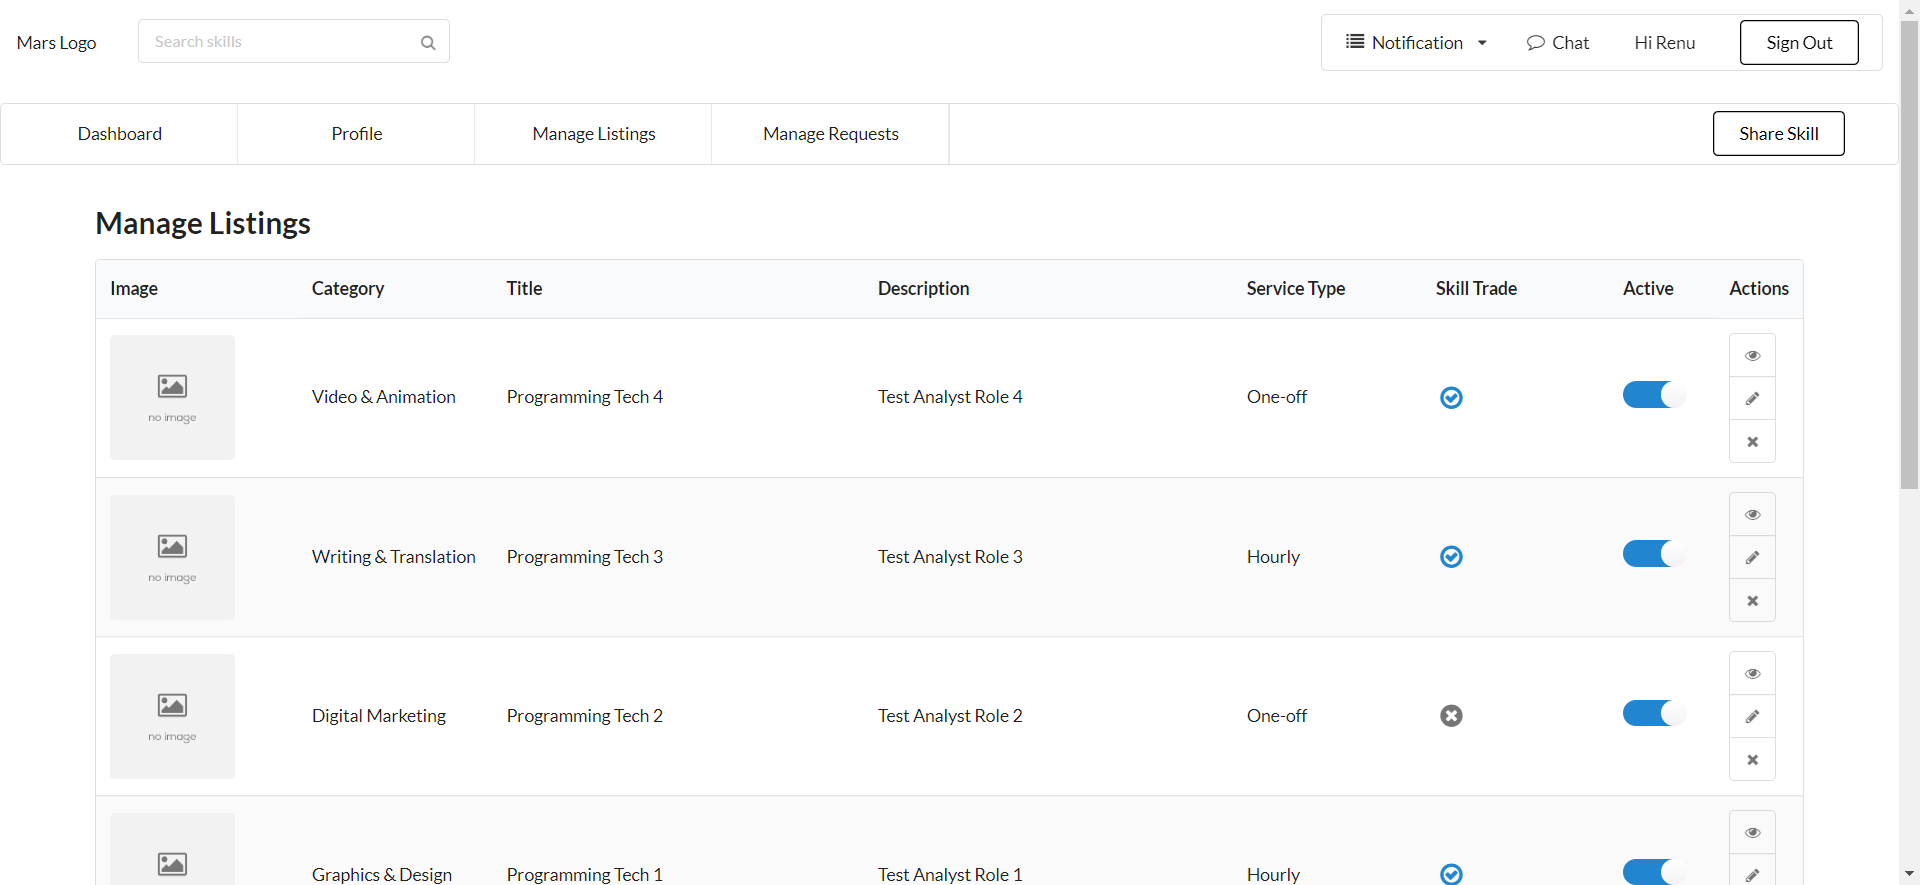 Mars Logo
Search skills
Notification
Chat
Hi Renu
Sign Out
Dashboard
Profile
Manage Listings
Manage Requests
Share Skill
Manage Listings
Image Category Title Description Service Type Skill Trade Active Actions
no image
Video & Animation Programming Tech 4 Test Analyst Role 4 One-off
no image
Writing & Translation Programming Tech 3 Test Analyst Role 3 Hourly
no image
Digital Marketing Programming Tech 2 Test Analyst Role 2 One-off
Graphics & Design Programming Tech 1 Test Analyst Role 1 Hourly